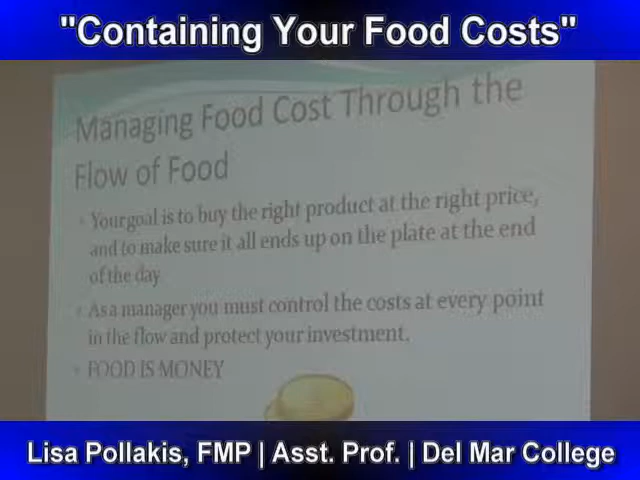 "Containing Your Food Costs"
Managing Food Cost Through the
Flow of Food
Your goal is to buy the right product at the right price,
and to make sure it all ends up on the plate at the end
of the day
As a manager you must control the costs at every point
in the flow and protect your investment.
FOOD IS MONEY
Lisa Pollakis, FMP | Asst. Prof. | Del Mar College